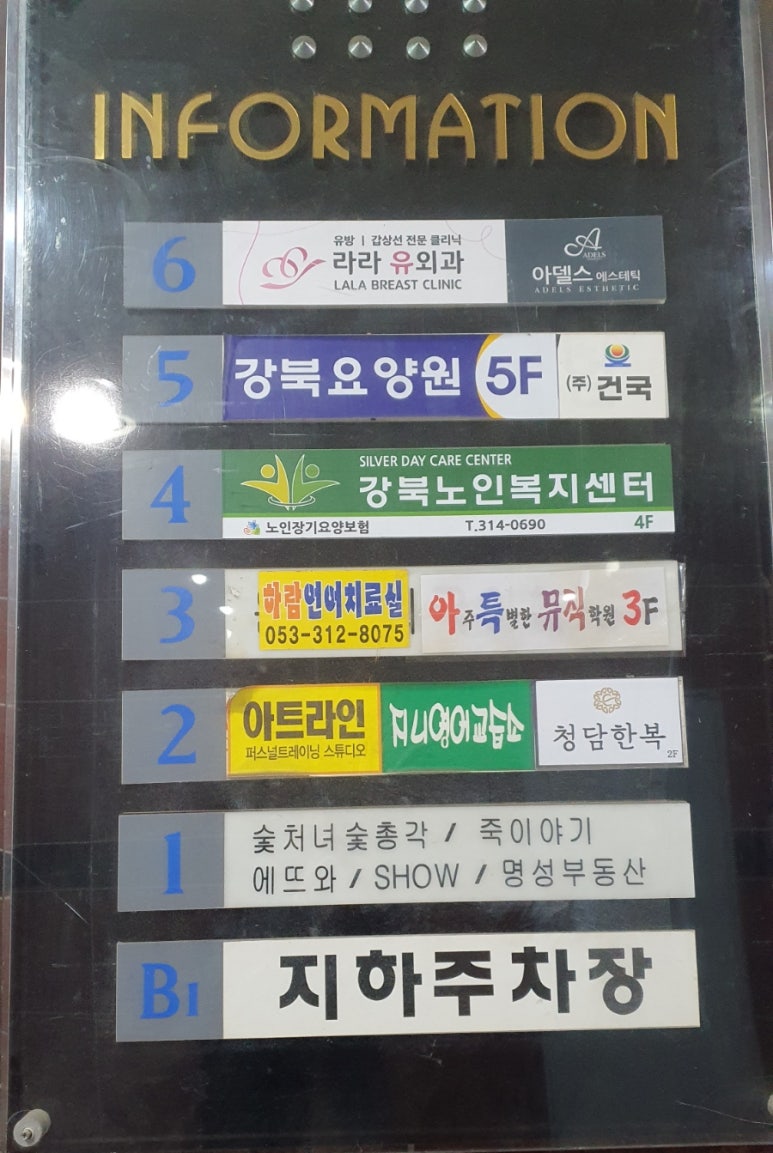 INFORMATION
6
유방 | 갑상선 전문 클리닉
라라 유외과
LALA BREAST CLINIC
ADELS
아델스 에스테틱
ADELS ESTHETIC
5
강북요양원 5F
(주)건국
4
SILVER DAY CARE CENTER
강북노인복지센터
노인장기요양보험 T.314-0690 4F
3
하람언어치료실
053-312-8075
아주특별한 뮤직학원 3F
2
아트라인
퍼스널트레이닝 스튜디오
지니영어교습소
청담한복
2F
1
숯처녀숯총각 / 죽이야기
에뜨와 / SHOW / 명성부동산
B1
지하주차장